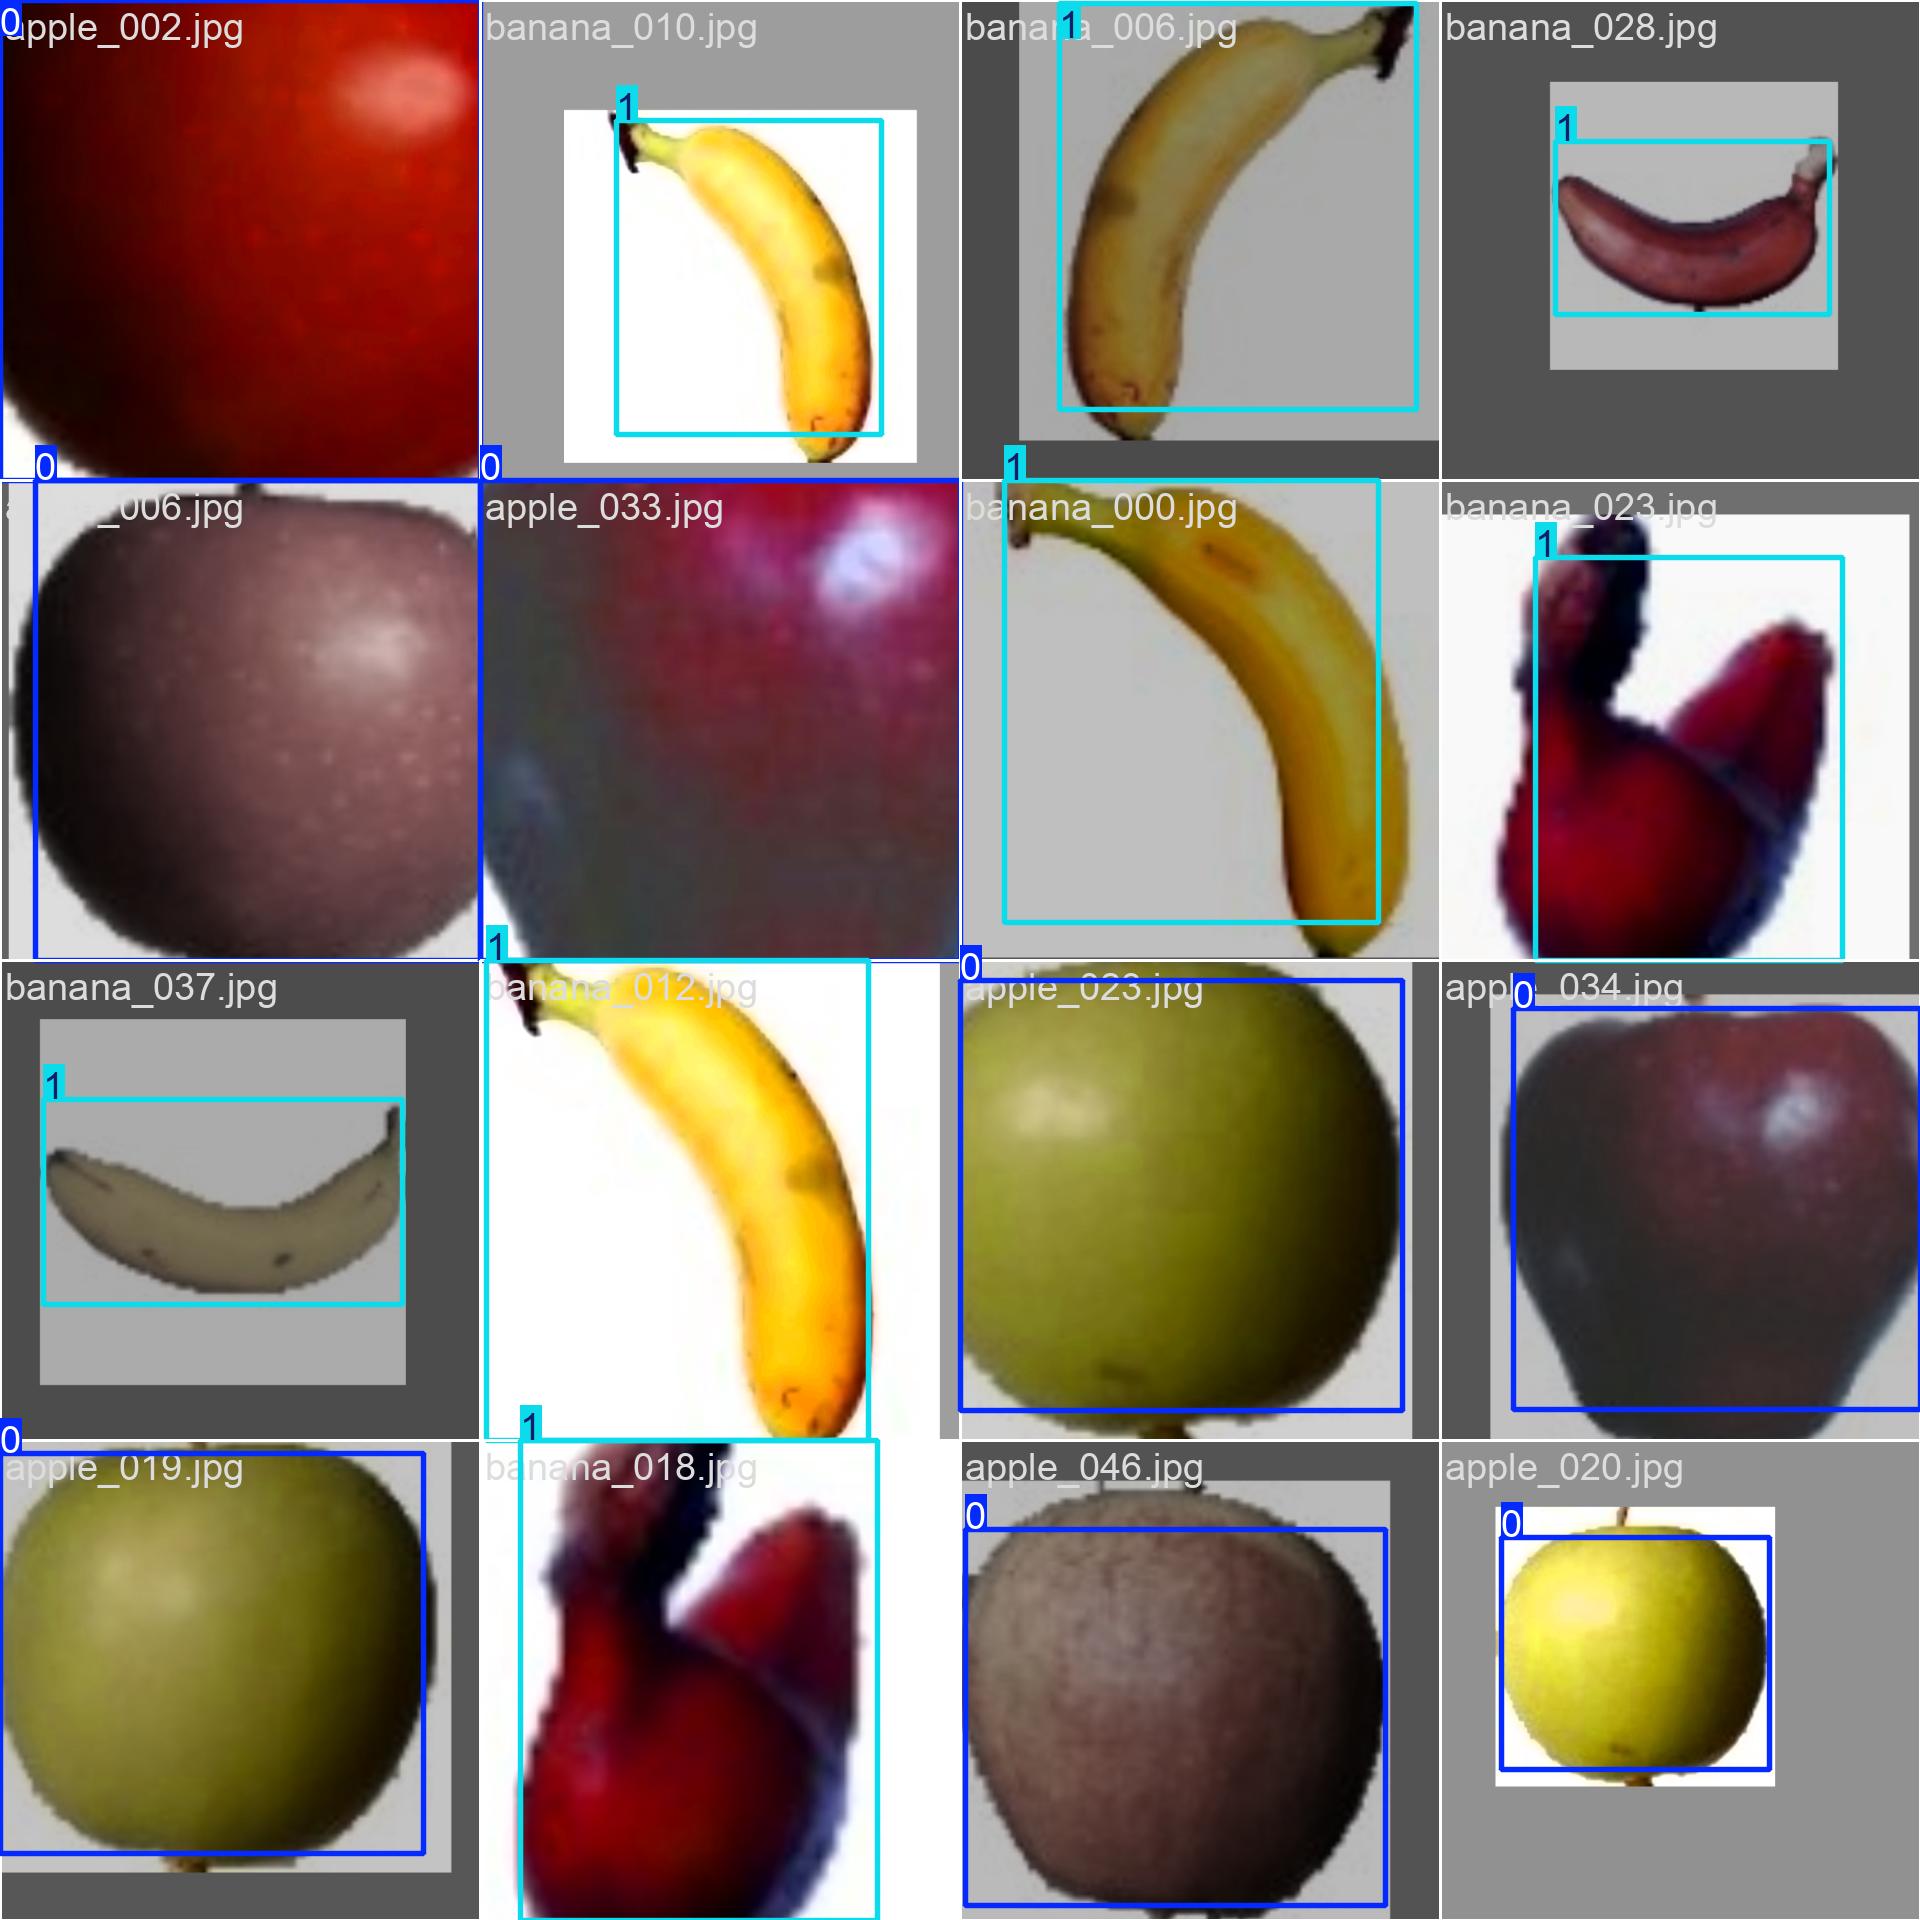 0
apple_002.jpg
banana_010.jpg
1
1
banana_006.jpg
banana_028.jpg
1
0
_006.jpg
0
apple_033.jpg
1
banana_000.jpg
banana_023.jpg
1
banana_037.jpg
1
1
banana_012.jpg
0
apple_023.jpg
apple_034.jpg
0
0
apple_019.jpg
1
banana_018.jpg
apple_046.jpg
0
apple_020.jpg
0